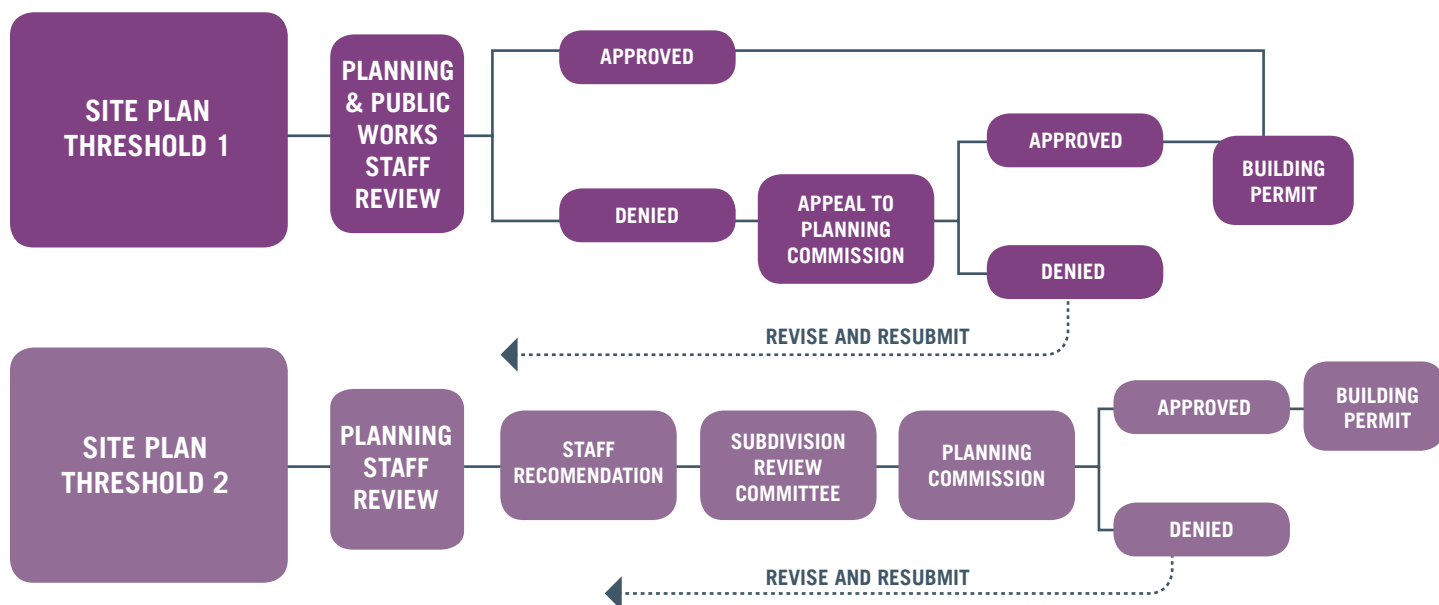 SITE PLAN
THRESHOLD 1
PLANNING
& PUBLIC
WORKS
STAFF
REVIEW
APPROVED
DENIED
APPEAL TO
PLANNING
COMMISSION
APPROVED
DENIED
BUILDING
PERMIT
REVISE AND RESUBMIT
SITE PLAN
THRESHOLD 2
PLANNING
STAFF
REVIEW
STAFF
RECOMENDATION
SUBDIVISION
REVIEW
COMMITTEE
PLANNING
COMMISSION
APPROVED
BUILDING
PERMIT
DENIED
REVISE AND RESUBMIT